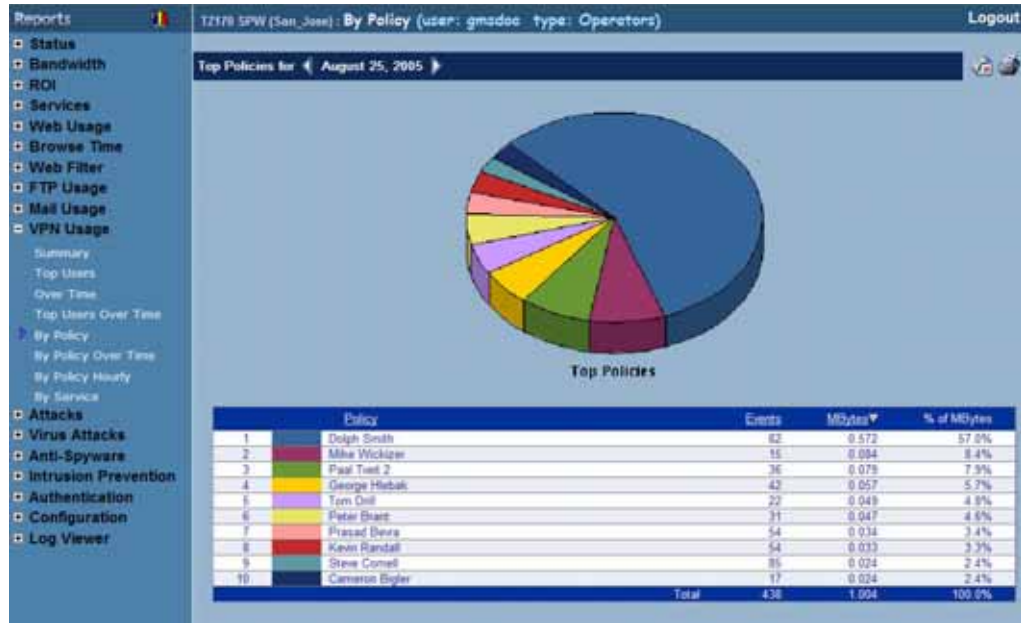 Reports
TZ170 SPW (San_Jose) : By Policy (user: gmsdoc type: Operators)
Logout
Status
Bandwidth
ROI
Services
Web Usage
Browse Time
Web Filter
FTP Usage
Mail Usage
VPN Usage
Summary
Top Users
Over Time
Top Users Over Time
By Policy
By Policy Over Time
By Policy Hourly
By Service
Attacks
Virus Attacks
Anti-Spyware
Intrusion Prevention
Authentication
Configuration
Log Viewer
Top Policies for August 25, 2005
Top Policies
Policy Events MBytes % of MBytes
1 Dolph Smith 62 0.572 57.0%
2 Mike Wickizer 15 0.084 8.4%
3 Paal Tveit 2 36 0.079 7.9%
4 George Hlebak 42 0.057 5.7%
5 Tom Drill 22 0.049 4.8%
6 Peter Brant 31 0.047 4.6%
7 Prasad 54 0.034 3.4%
8 Kevin Randall 54 0.033 3.3%
9 Steve Cornell 85 0.024 2.4%
10 Cameron Bigler 17 0.024 2.4%
Total 438 1.004 100.0%